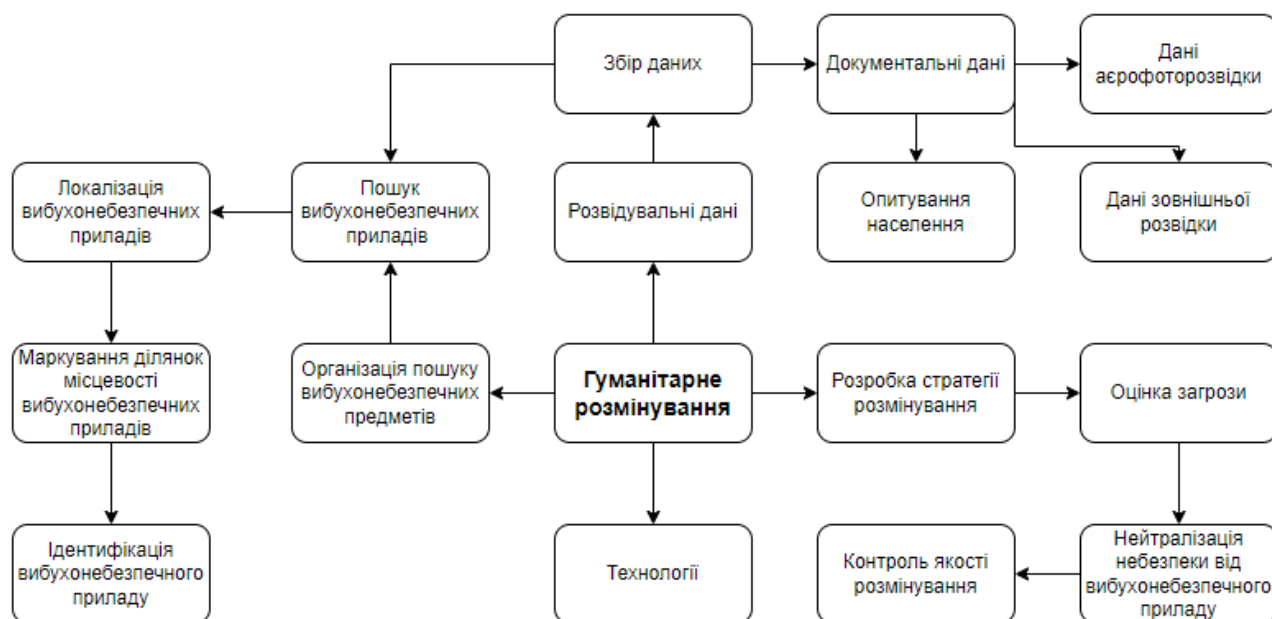 Збір даних
Документальні дані
Дані
аєрофоторозвідки
Локалізація
вибухонебезпечних
приладів
Пошук
вибухонебезпечних
приладів
Розвідувальні дані
Опитування
населення
Дані зовнішньої
розвідки
Маркування ділянок
місцевості
вибухонебезпечних
приладів
Організація пошуку
вибухонебезпечних
предметів
Гуманітарне
розмінування
Розробка стратегії
розмінування
Оцінка загрози
Ідентифікація
вибухонебезпечного
приладу
Технології
Контроль якості
розмінування
Нейтралізація
небезпеки від
вибухонебезпечного
приладу